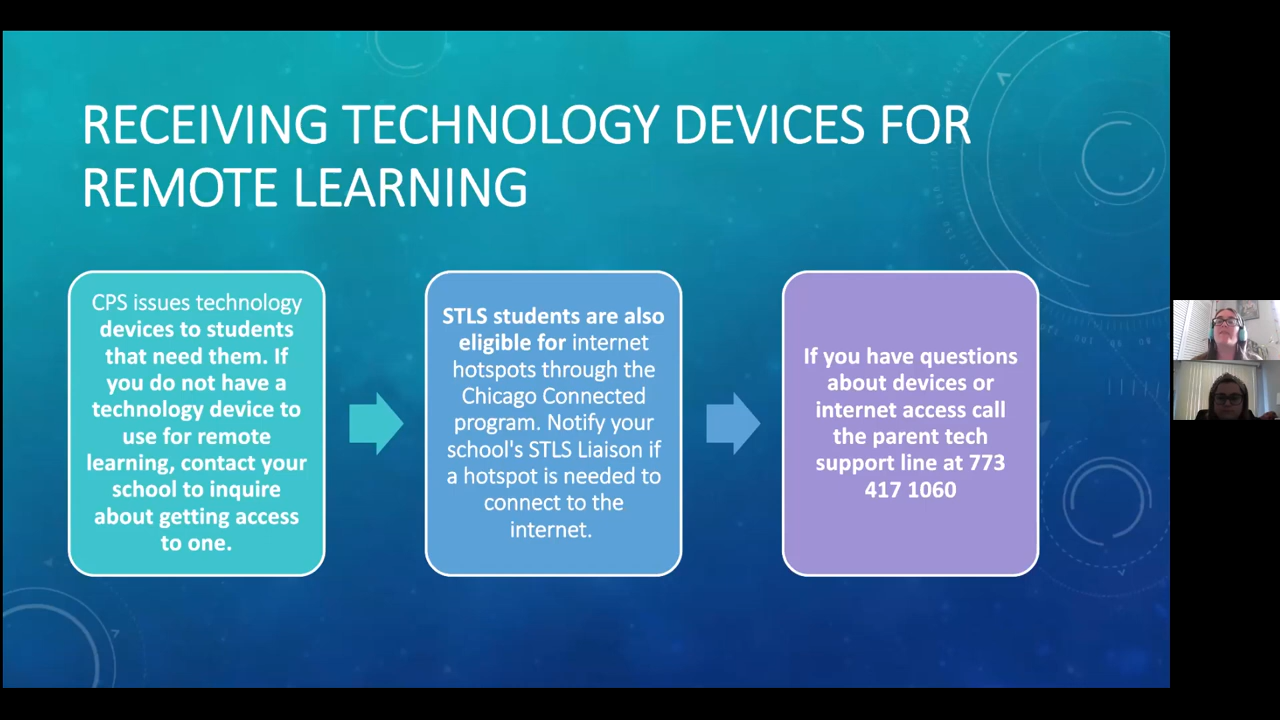 RECEIVING TECHNOLOGY DEVICES FOR
REMOTE LEARNING
CPS issues technology
devices to students
that need them. If
you do not have a
technology device to
use for remote
learning, contact your
school to inquire
about getting access
to one.
STLS students are also
eligible for internet
hotspots through the
Chicago Connected
program. Notify your
school's STLS Liaison if
a hotspot is needed to
connect to the
internet.
If you have questions
about devices or
internet access call
the parent tech
support line at 773
417 1060